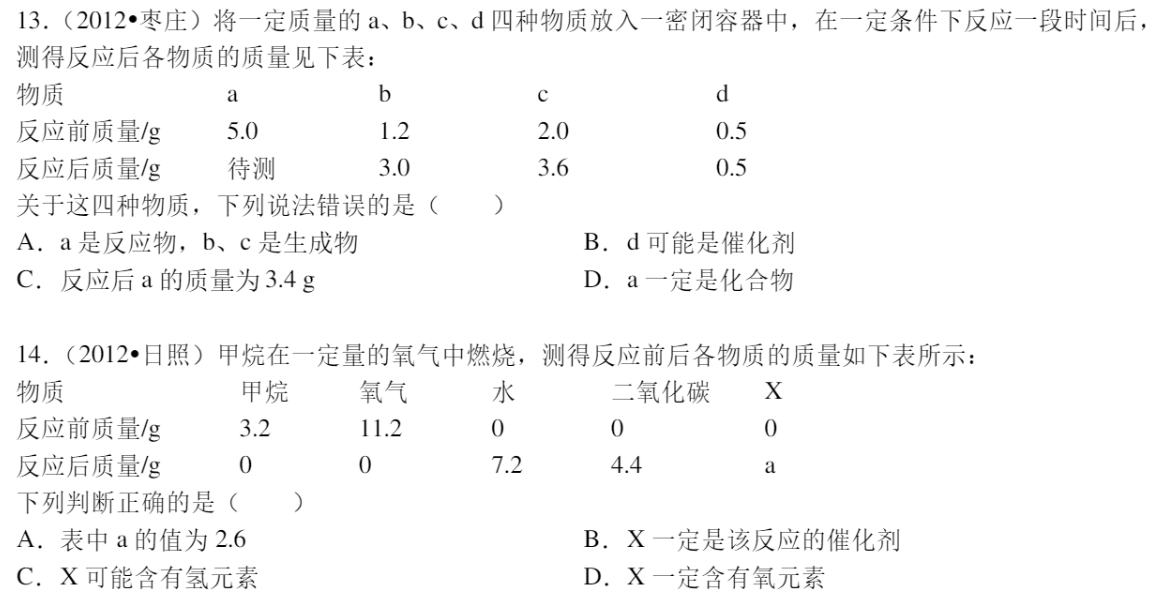 13.（2012•枣庄）将一定质量的 a、b、c、d 四种物质放入一密闭容器中，在一定条件下反应一段时间后，
测得反应后各物质的质量见下表：
物质 a b c d
反应前质量/g 5.0 1.2 2.0 0.5
反应后质量/g 待测 3.0 3.6 0.5
关于这四种物质，下列说法错误的是（　　）
A．a 是反应物，b、c 是生成物 B．d 可能是催化剂
C．反应后 a 的质量为 3.4 g D．a 一定是化合物
14.（2012•日照）甲烷在一定量的氧气中燃烧，测得反应前后各物质的质量如下表所示：
物质 甲烷 氧气 水 二氧化碳 X
反应前质量/g 3.2 11.2 0 0 0
反应后质量/g 0 0 7.2 4.4 a
下列判断正确的是（　　）
A．表中 a 的值为 2.6 B．X 一定是该反应的催化剂
C．X 可能含有氢元素 D．X 一定含有氧元素